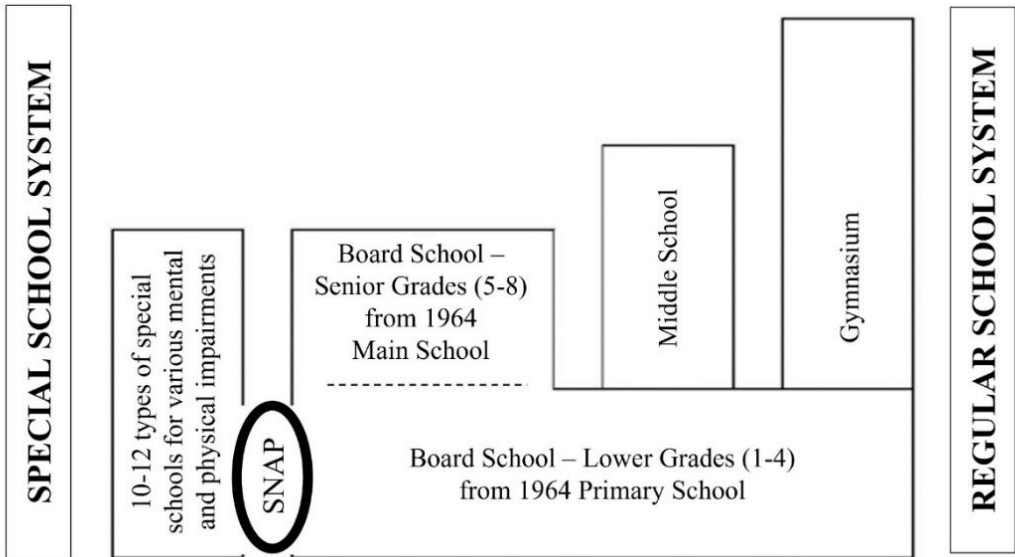 SPECIAL SCHOOL SYSTEM
10-12 types of special
schools for various mental
and physical impairments
SNAP
Board School –
Senior Grades (5-8)
from 1964
Main School
Board School – Lower Grades (1-4)
from 1964 Primary School
Middle School
Gymnasium
REGULAR SCHOOL SYSTEM